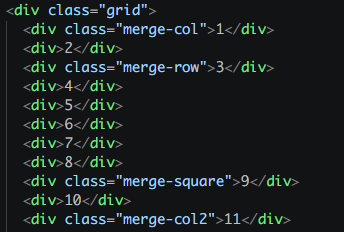 <div class="grid">
<div class="merge-col">1</div>
<div>2</div>
<div class="merge-row">3</div>
<div>4</div>
<div>5</div>
<div>6</div>
<div>7</div>
<div>8</div>
<div class="merge-square">9</div>
<div>10</div>
<div class="merge-col2">11</div>